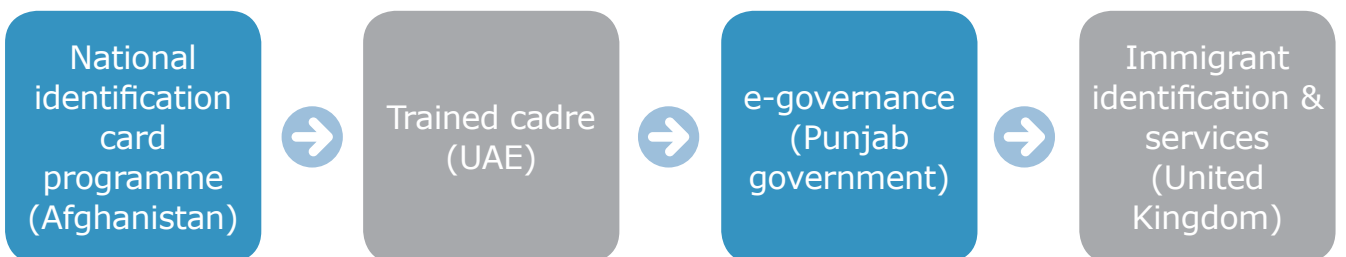 National
identification
card
programme
(Afghanistan)
Trained cadre
(UAE)
e-governance
(Punjab
government)
Immigrant
identification &
services
(United
Kingdom)